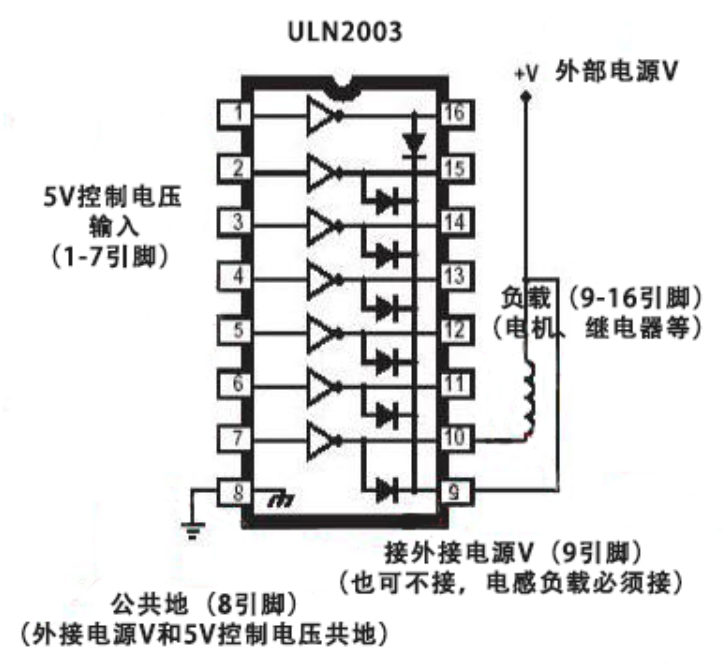 ULN2003
+V 外部电源V
1
16
2
15
5V控制电压
输入
（1-7引脚）
3
14
4
13
负载（9-16引脚）
（电机、继电器等）
5
12
6
11
7
10
8
9
接外接电源V（9引脚）
（也可不接，电感负载必须接）
公共地（8引脚）
（外接电源V和5V控制电压共地）